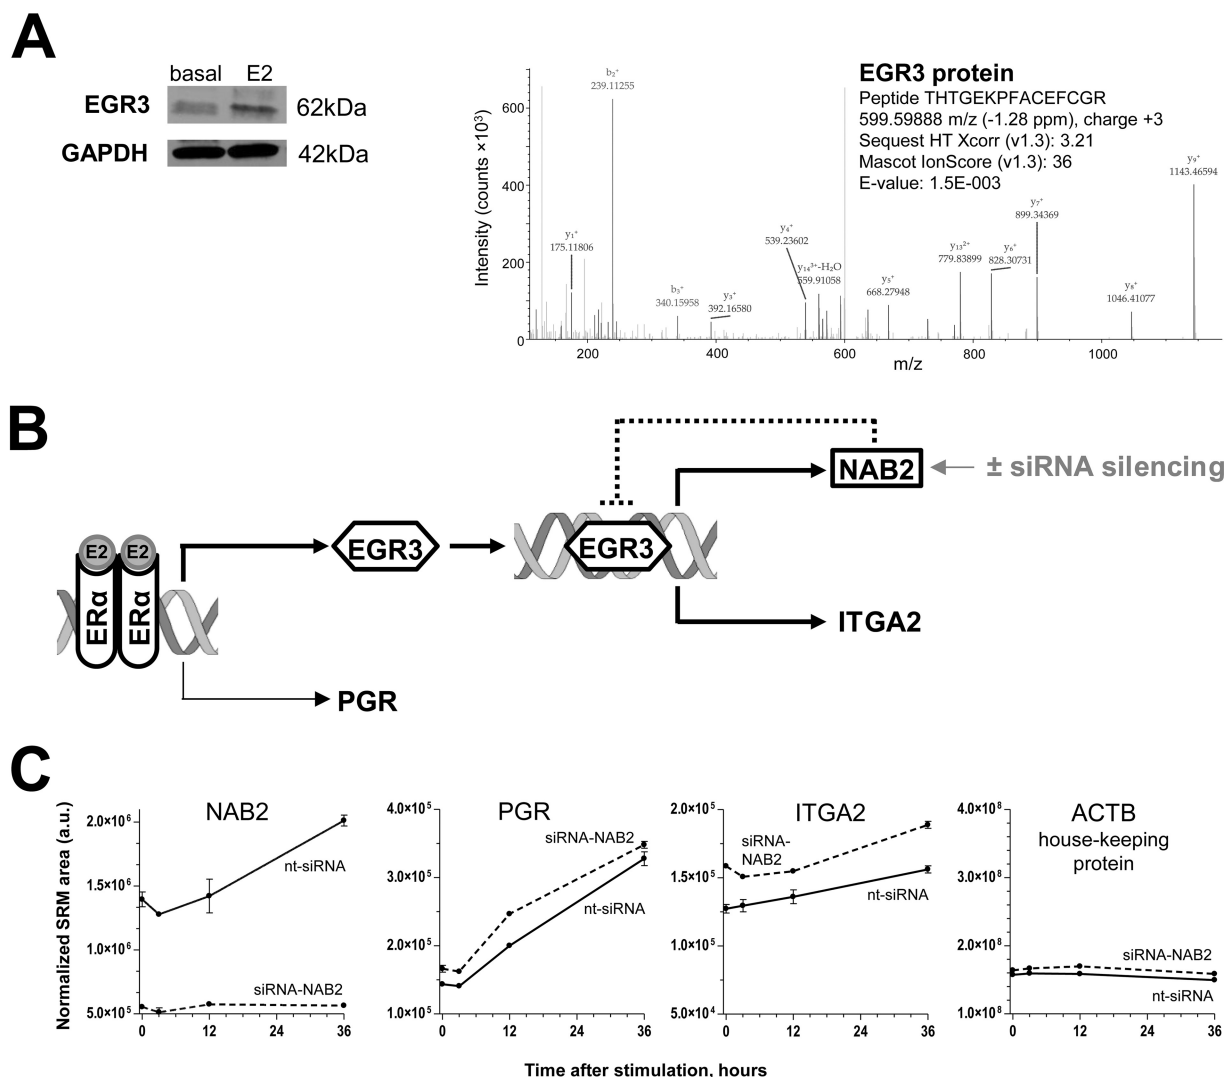 A
basal E2
EGR3 62kDa
GAPDH 42kDa
Intensity (counts ×10³)
600
400
200
0
200 400 600 800 1000
m/z
b₂⁺
239.11255
y₁⁺
175.11806
b₃⁺
340.15958
y₃⁺
392.16580
y₄⁺
539.23602
y₁₄³⁺-H₂O
559.91058
y₅⁺
668.27948
y₁₃²⁺
779.83899
y₆⁺
828.30731
y₇⁺
899.34369
y₈⁺
1046.41077
y₉⁺
1143.46594
EGR3 protein
Peptide THTGEKPFACEFCGR
599.59888 m/z (-1.28 ppm), charge +3
Sequest HT Xcorr (v1.3): 3.21
Mascot IonScore (v1.3): 36
E-value: 1.5E-003
B
NAB2
± siRNA silencing
E2 E2
ERα ERα
EGR3
EGR3
ITGA2
PGR
C
Normalized SRM area (a.u.)
NAB2
2.0×10⁶
1.5×10⁶
1.0×10⁶
5.0×10⁵
nt-siRNA
siRNA-NAB2
0 12 24 36
PGR
4.0×10⁵
3.0×10⁵
2.0×10⁵
1.0×10⁵
siRNA-NAB2
nt-siRNA
0 12 24 36
ITGA2
2.0×10⁵
1.5×10⁵
1.0×10⁵
5.0×10⁴
siRNA-
NAB2
nt-siRNA
0 12 24 36
ACTB
house-keeping
protein
4.0×10⁸
3.0×10⁸
2.0×10⁸
1.0×10⁸
siRNA-NAB2
nt-siRNA
0 12 24 36
Time after stimulation, hours